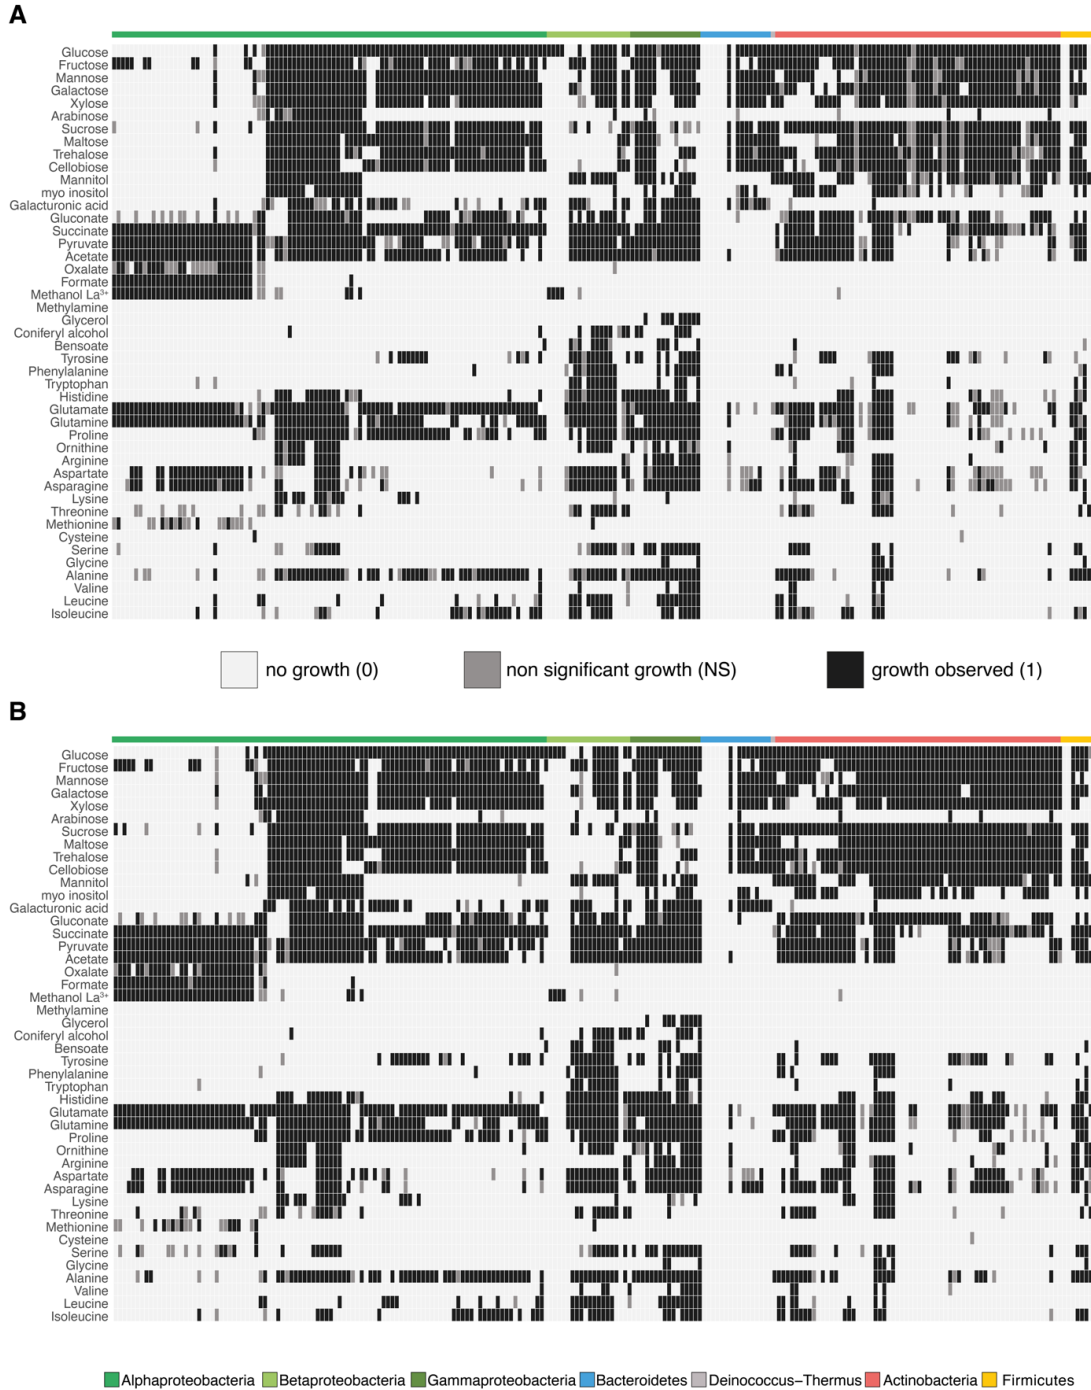 A
Glucose
Fructose
Mannose
Galactose
Xylose
Arabinose
Sucrose
Maltose
Trehalose
Cellobiose
Mannitol
myo inositol
Galacturonic acid
Gluconate
Succinate
Pyruvate
Acetate
Oxalate
Formate
Methanol La³⁺
Methylamine
Glycerol
Coniferyl alcohol
Bensoate
Tyrosine
Phenylalanine
Tryptophan
Histidine
Glutamate
Glutamine
Proline
Ornithine
Arginine
Aspartate
Asparagine
Lysine
Threonine
Methionine
Cysteine
Serine
Glycine
Alanine
Valine
Leucine
Isoleucine
no growth (0) non significant growth (NS) growth observed (1)
B
Glucose
Fructose
Mannose
Galactose
Xylose
Arabinose
Sucrose
Maltose
Trehalose
Cellobiose
Mannitol
myo inositol
Galacturonic acid
Gluconate
Succinate
Pyruvate
Acetate
Oxalate
Formate
Methanol La³⁺
Methylamine
Glycerol
Coniferyl alcohol
Bensoate
Tyrosine
Phenylalanine
Tryptophan
Histidine
Glutamate
Glutamine
Proline
Ornithine
Arginine
Aspartate
Asparagine
Lysine
Threonine
Methionine
Cysteine
Serine
Glycine
Alanine
Valine
Leucine
Isoleucine
Alphaproteobacteria Betaproteobacteria Gammaproteobacteria Bacteroidetes Deinococcus−Thermus Actinobacteria Firmicutes